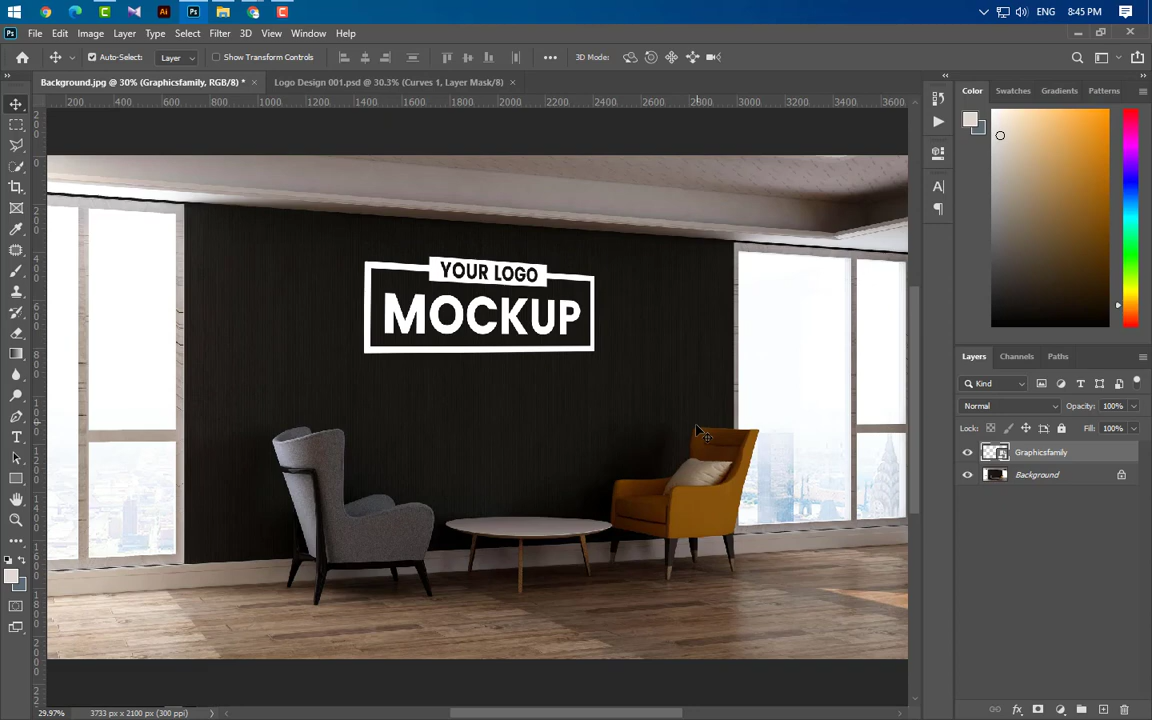 ENG 8:45 PM
Ps File Edit Image Layer Type Select Filter 3D View Window Help
Auto-Select: Layer Show Transform Controls 3D Mode:
Background.jpg @ 30% (Graphicsfamily, RGB/8) * × Logo Design 001.psd @ 30.3% (Curves 1, Layer Mask/8) ×
200 400 600 800 1000 1200 1400 1600 1800 2000 2200 2400 2600 2800 3000 3200 3400 3600
Color Swatches Gradients Patterns
YOUR LOGO
MOCKUP
Layers Channels Paths
Kind
Normal Opacity: 100%
Lock: Fill: 100%
Graphicsfamily
Background
29.97% 3733 px x 2100 px (300 ppi)